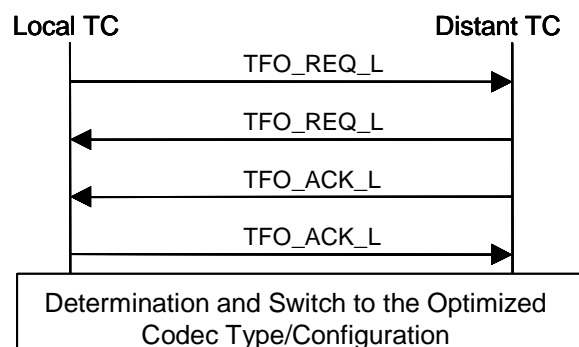 Local TC
Distant TC
TFO_REQ_L
TFO_REQ_L
TFO_ACK_L
TFO_ACK_L
Determination and Switch to the Optimized
Codec Type/Configuration